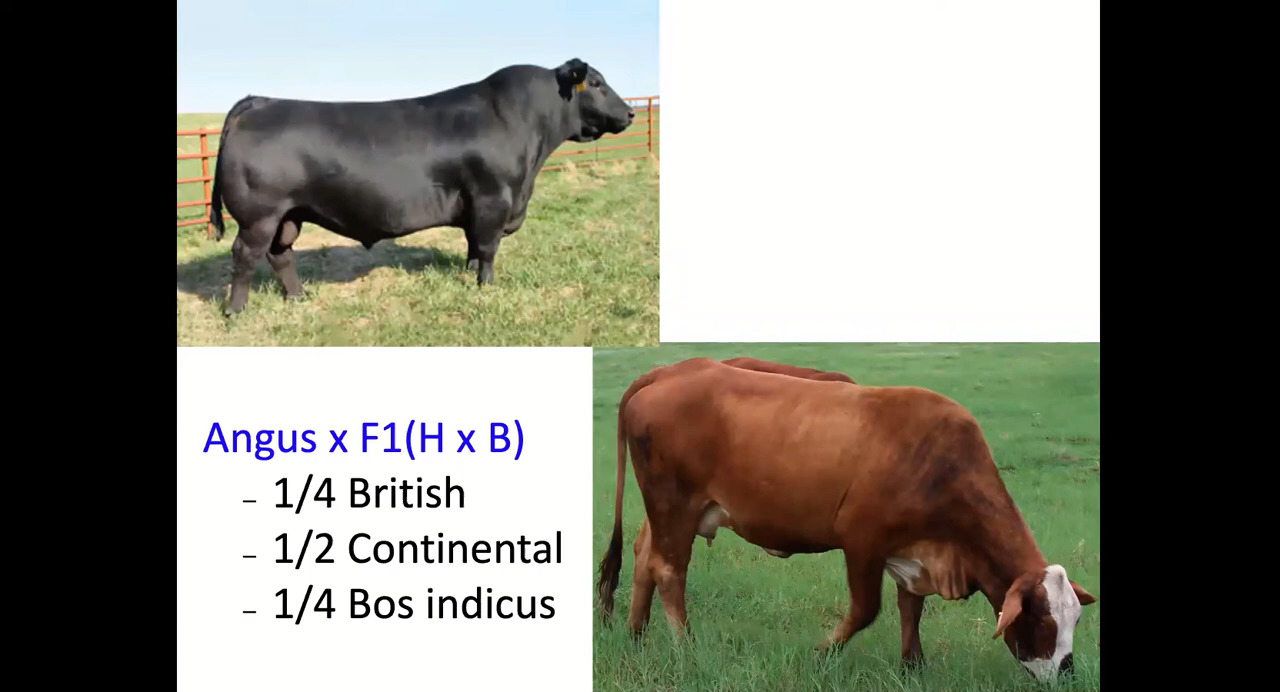 Angus x F1(H x B)
– 1/4 British
– 1/2 Continental
– 1/4 Bos indicus